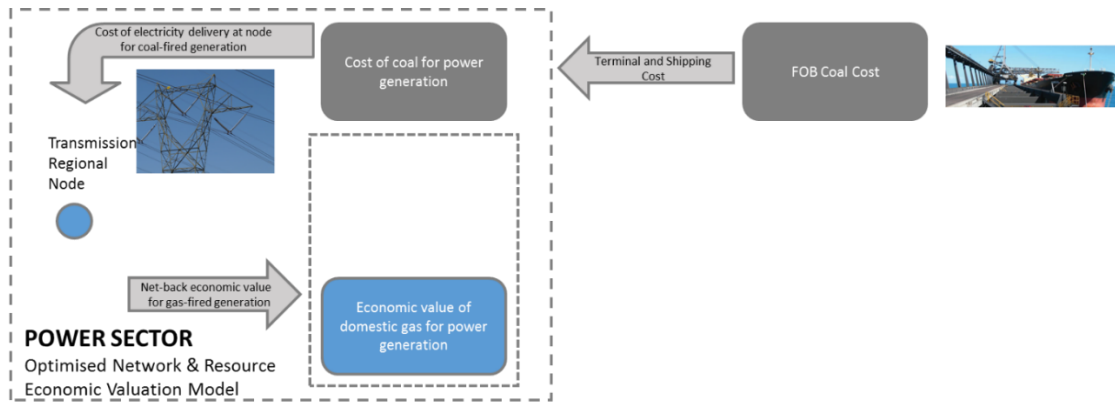 Cost of electricity delivery at node
for coal-fired generation
Cost of coal for power
generation
Terminal and Shipping
Cost
FOB Coal Cost
Transmission
Regional
Node
Net-back economic value
for gas-fired generation
Economic value of
domestic gas for power
generation
POWER SECTOR
Optimised Network & Resource
Economic Valuation Model